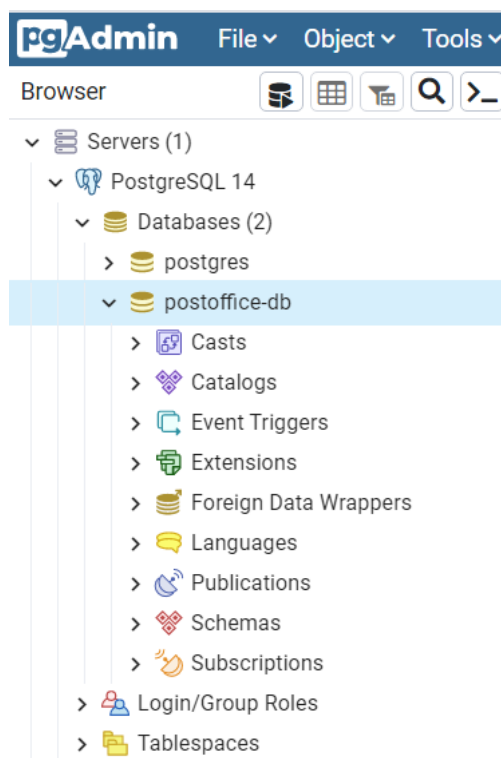 pgAdmin File Object Tools
Browser
Servers (1)
PostgreSQL 14
Databases (2)
postgres
postoffice-db
Casts
Catalogs
Event Triggers
Extensions
Foreign Data Wrappers
Languages
Publications
Schemas
Subscriptions
Login/Group Roles
Tablespaces